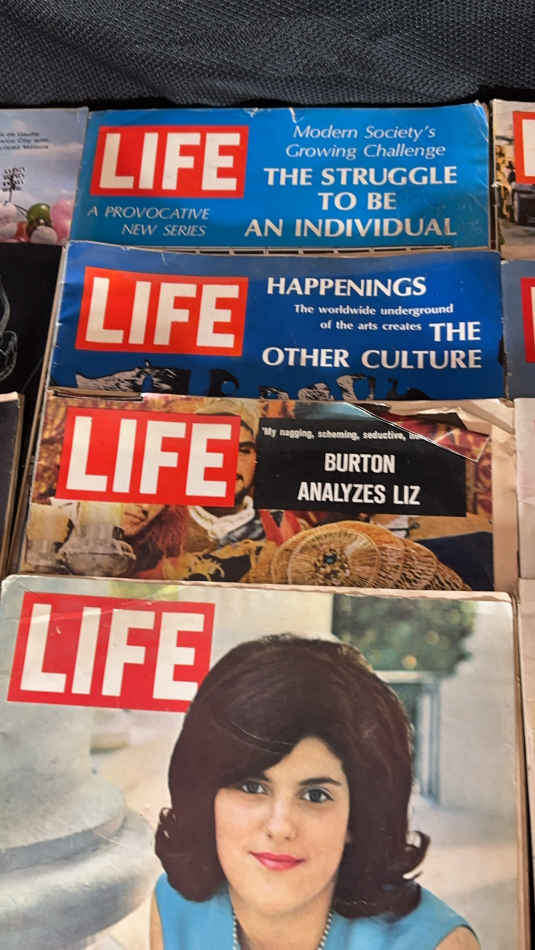 LIFE
Modern Society's
Growing Challenge
THE STRUGGLE
TO BE
AN INDIVIDUAL
A PROVOCATIVE
NEW SERIES
LIFE
HAPPENINGS
The worldwide underground
of the arts creates THE
OTHER CULTURE
LIFE
'My nagging, scheming, seductive,
BURTON
ANALYZES LIZ
LIFE